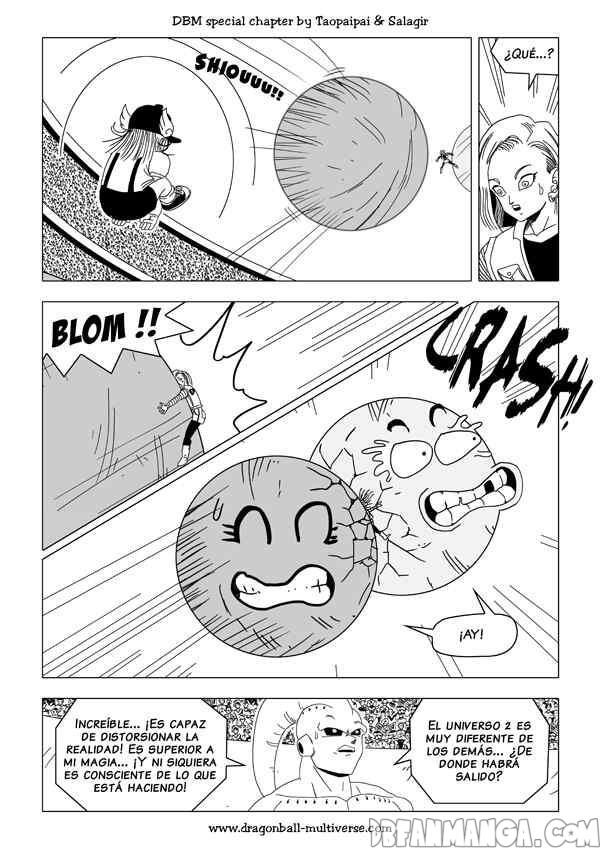 DBM special chapter by Taopaipai & Salagir
SHIOUUU!!
¿QUÉ...?
BLOM !!
CRASH!
¡AY!
INCREÍBLE... ¡ES CAPAZ
DE DISTORSIONAR LA
REALIDAD! ES SUPERIOR A
MI MAGIA... ¡Y NI SIQUIERA
ES CONSCIENTE DE LO QUE
ESTÁ HACIENDO!
EL UNIVERSO 2 ES
MUY DIFERENTE DE
LOS DEMÁS... ¿DE
DONDE HABRÁ
SALIDO?
www.dragonball-multiverse.com
DBFANMANGA.COM